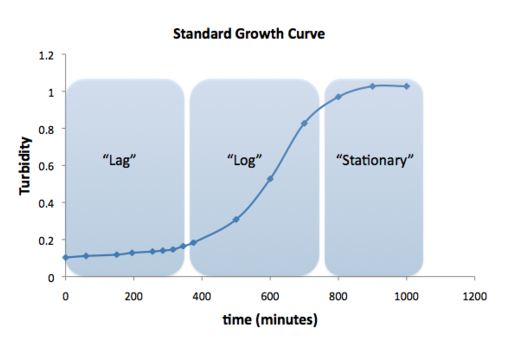 Standard Growth Curve
1.2
1
0.8
0.6
0.4
0.2
0
Turbidity
“Lag”
“Log”
“Stationary”
0 200 400 600 800 1000 1200
time (minutes)